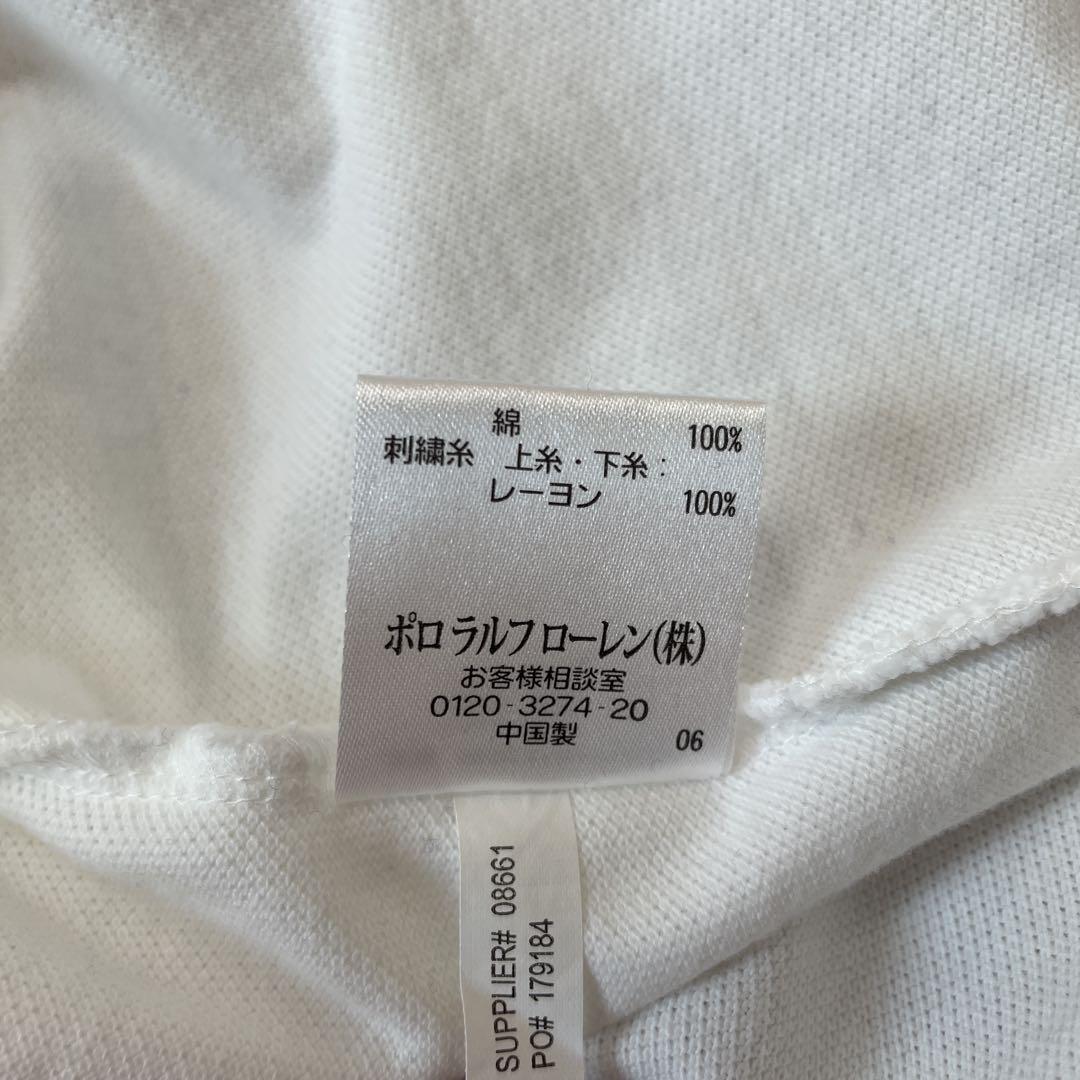 綿 100%
刺繍糸 上糸・下糸:
レーヨン 100%
ポロ ラルフ ローレン(株)
お客様相談室
0120-3274-20
中国製 06
SUPPLIER# 08661
PO# 179184